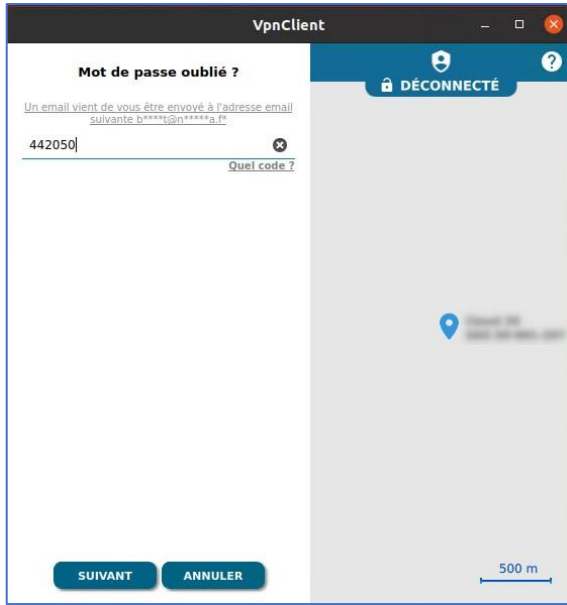 VpnClient
Mot de passe oublié ?
Un email vient de vous être envoyé à l'adresse email
suivante b****t@n*****a.f*
442050
Quel code ?
SUIVANT
ANNULER
DÉCONNECTÉ
500 m